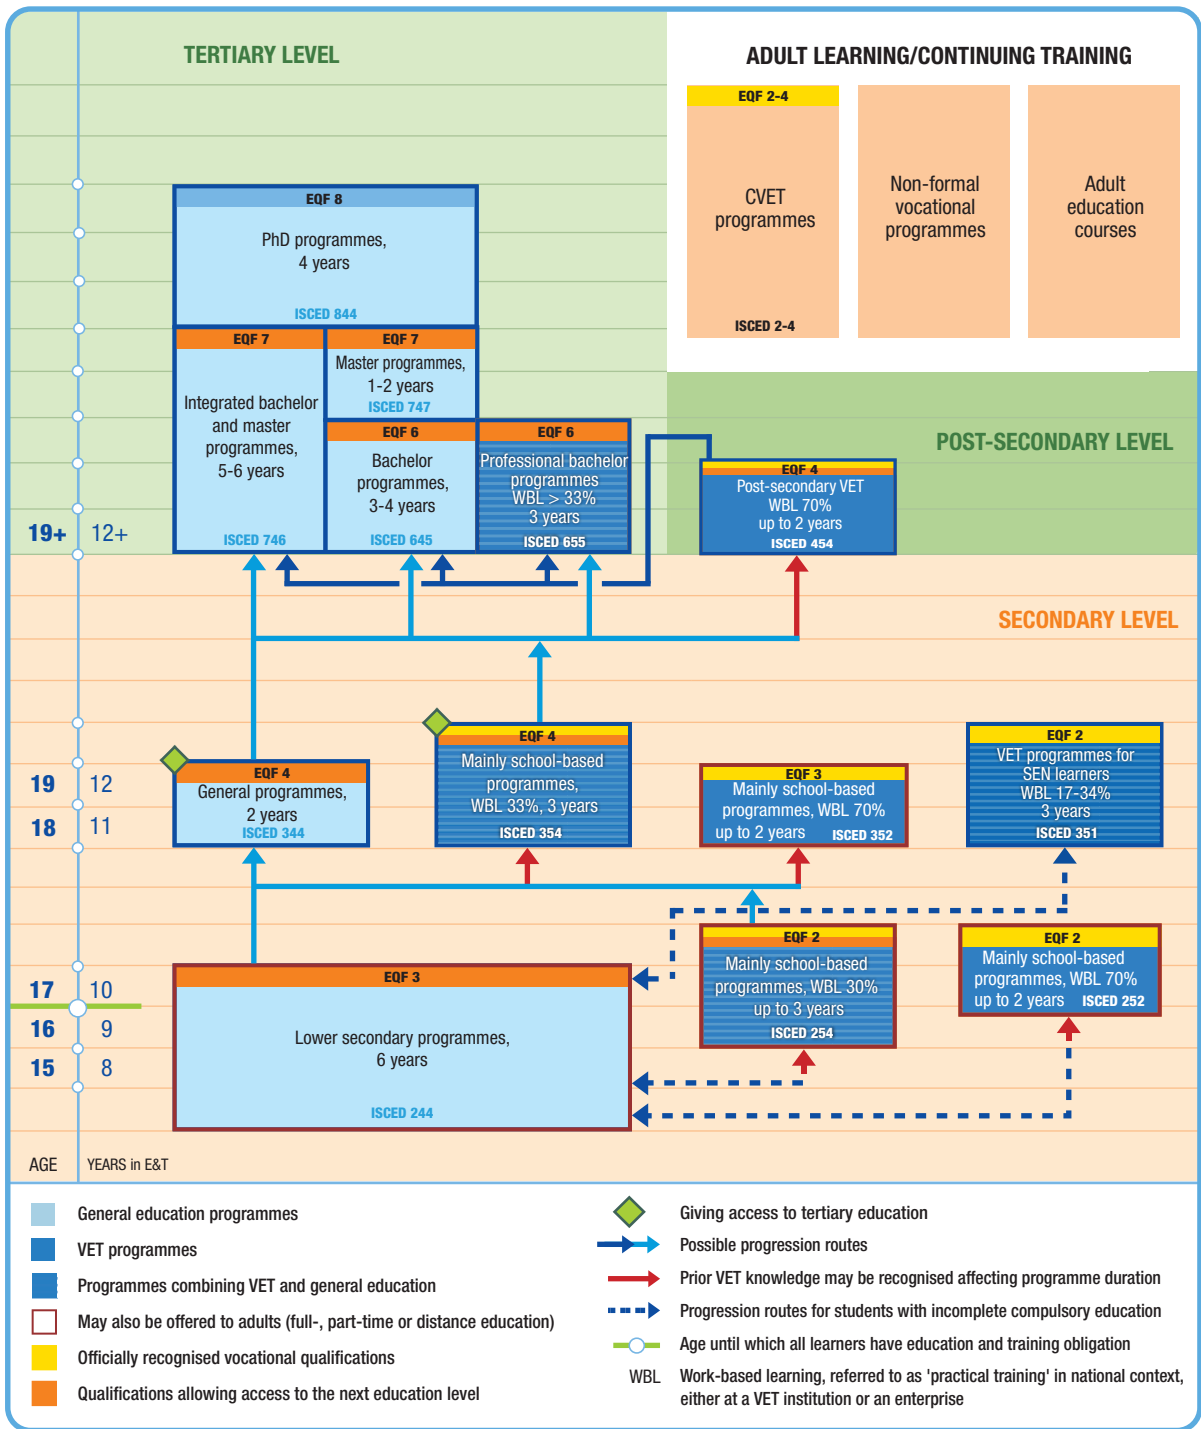 TERTIARY LEVEL
ADULT LEARNING/CONTINUING TRAINING
EQF 2-4
CVET
programmes
ISCED 2-4
Non-formal
vocational
programmes
Adult
education
courses
EQF 8
PhD programmes,
4 years
ISCED 844
EQF 7
Integrated bachelor
and master
programmes,
5-6 years
ISCED 746
EQF 7
Master programmes,
1-2 years
ISCED 747
EQF 6
Bachelor
programmes,
3-4 years
ISCED 645
EQF 6
Professional bachelor
programmes
WBL > 33%
3 years
ISCED 655
POST-SECONDARY LEVEL
EQF 4
Post-secondary VET
WBL 70%
up to 2 years
ISCED 454
19+ 12+
SECONDARY LEVEL
EQF 4
General programmes,
2 years
ISCED 344
EQF 4
Mainly school-based
programmes,
WBL 33%, 3 years
ISCED 354
EQF 3
Mainly school-based
programmes, WBL 70%
up to 2 years ISCED 352
EQF 2
VET programmes for
SEN learners
WBL 17-34%
3 years
ISCED 351
19 12
18 11
EQF 3
Lower secondary programmes,
6 years
ISCED 244
EQF 2
Mainly school-based
programmes, WBL 30%
up to 3 years
ISCED 254
EQF 2
Mainly school-based
programmes, WBL 70%
up to 2 years ISCED 252
17 10
16 9
15 8
AGE YEARS in E&T
General education programmes
VET programmes
Programmes combining VET and general education
May also be offered to adults (full-, part-time or distance education)
Officially recognised vocational qualifications
Qualifications allowing access to the next education level
Giving access to tertiary education
Possible progression routes
Prior VET knowledge may be recognised affecting programme duration
Progression routes for students with incomplete compulsory education
Age until which all learners have education and training obligation
WBL Work-based learning, referred to as 'practical training' in national context,
either at a VET institution or an enterprise